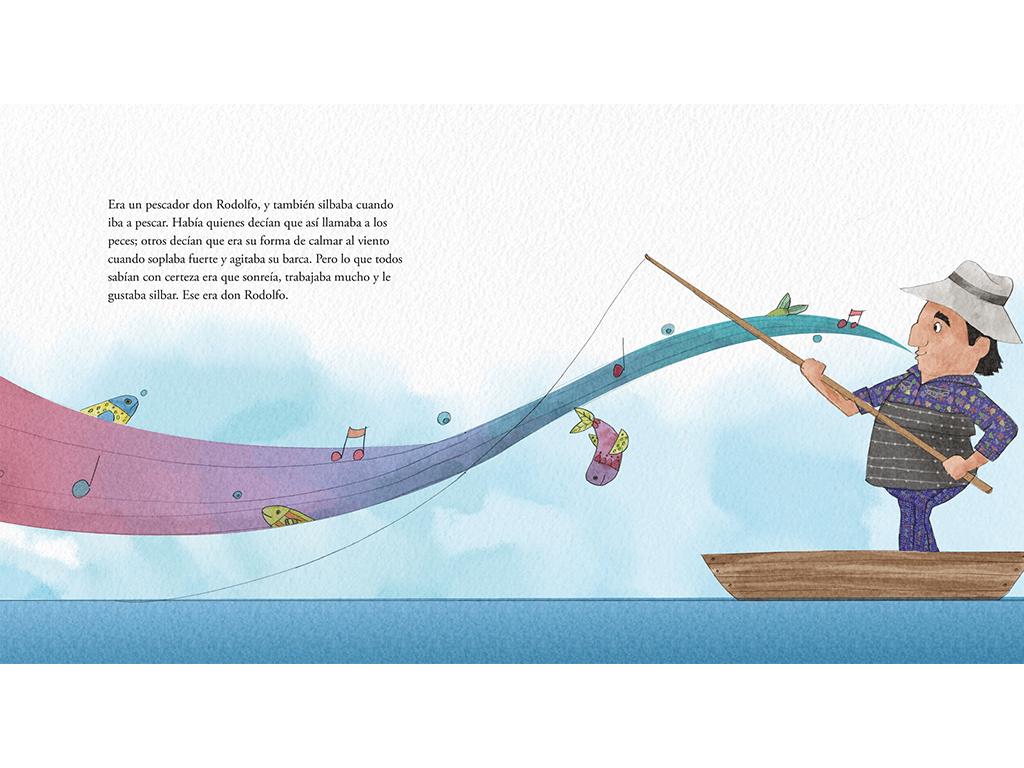 Era un pescador don Rodolfo, y también silbaba cuando
iba a pescar. Había quienes decían que así llamaba a los
peces; otros decían que era su forma de calmar al viento
cuando soplaba fuerte y agitaba su barca. Pero lo que todos
sabían con certeza era que sonreía, trabajaba mucho y le
gustaba silbar. Ese era don Rodolfo.